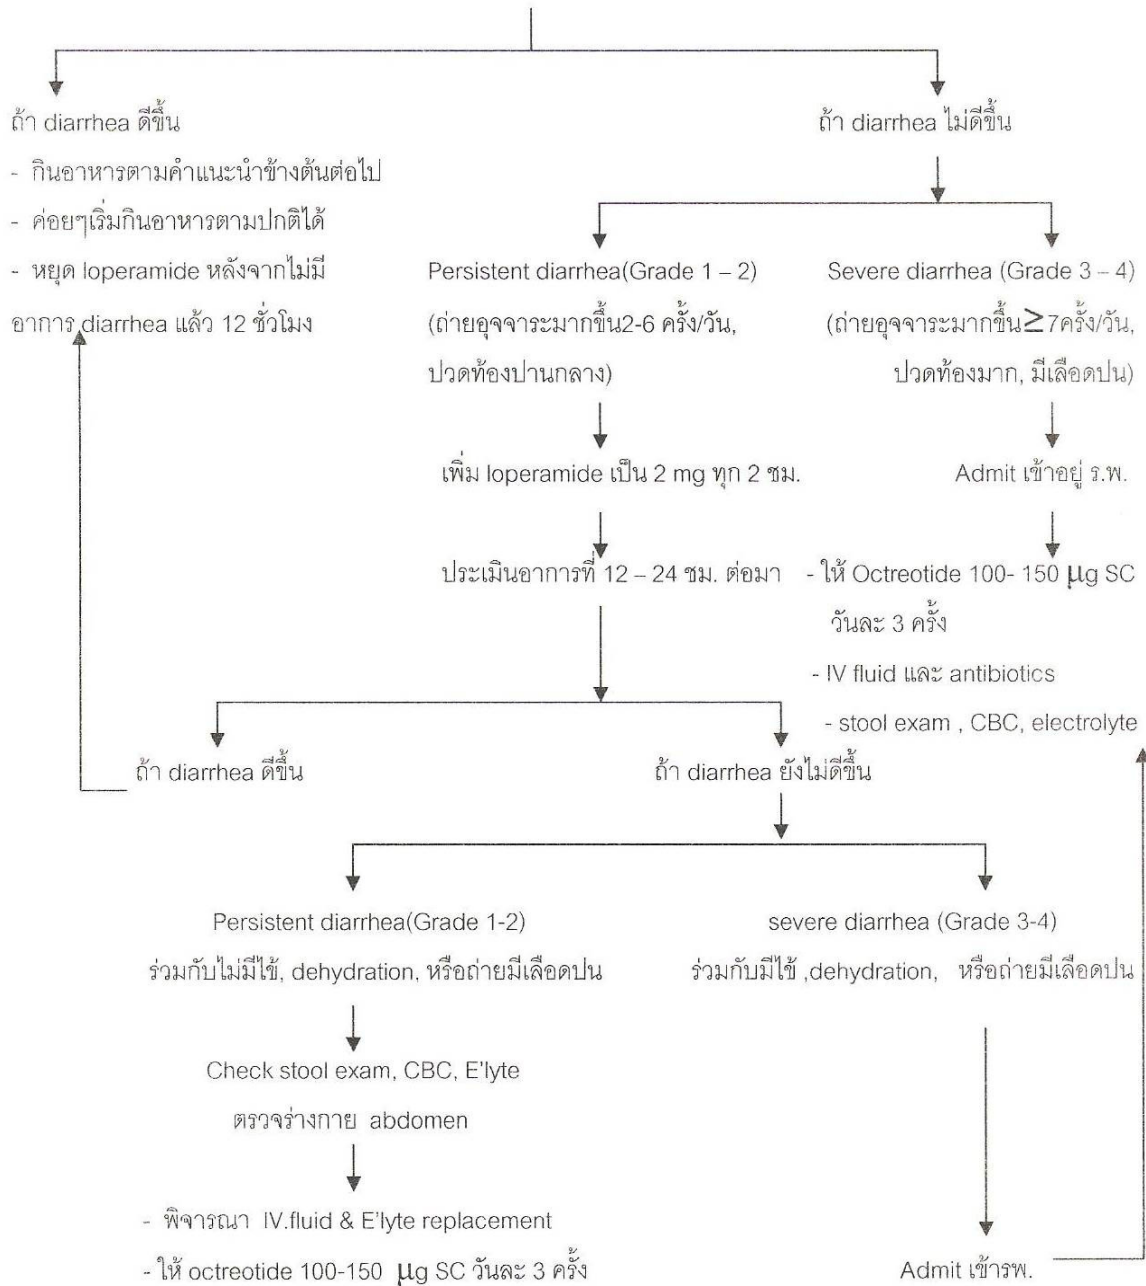 ถ้า diarrhea ดีขึ้น
- กินอาหารตามคำแนะนำข้างต้นต่อไป
- ค่อยๆเริ่มกินอาหารตามปกติได้
- หยุด loperamide หลังจากไม่มี
อาการ diarrhea แล้ว 12 ชั่วโมง
ถ้า diarrhea ไม่ดีขึ้น
Persistent diarrhea(Grade 1 – 2)
(ถ่ายอุจจาระมากขึ้น2-6 ครั้ง/วัน,
ปวดท้องปานกลาง)
Severe diarrhea (Grade 3 – 4)
(ถ่ายอุจจาระมากขึ้น≥7ครั้ง/วัน,
ปวดท้องมาก, มีเลือดปน)
เพิ่ม loperamide เป็น 2 mg ทุก 2 ชม.
Admit เข้าอยู่ ร.พ.
ประเมินอาการที่ 12 – 24 ชม. ต่อมา
- ให้ Octreotide 100- 150 μg SC
วันละ 3 ครั้ง
- IV fluid และ antibiotics
- stool exam , CBC, electrolyte
ถ้า diarrhea ดีขึ้น
ถ้า diarrhea ยังไม่ดีขึ้น
Persistent diarrhea(Grade 1-2)
ร่วมกับไม่มีไข้, dehydration, หรือถ่ายมีเลือดปน
severe diarrhea (Grade 3-4)
ร่วมกับมีไข้ ,dehydration, หรือถ่ายมีเลือดปน
Check stool exam, CBC, E'lyte
ตรวจร่างกาย abdomen
- พิจารณา IV.fluid & E'lyte replacement
- ให้ octreotide 100-150 μg SC วันละ 3 ครั้ง
Admit เข้ารพ.